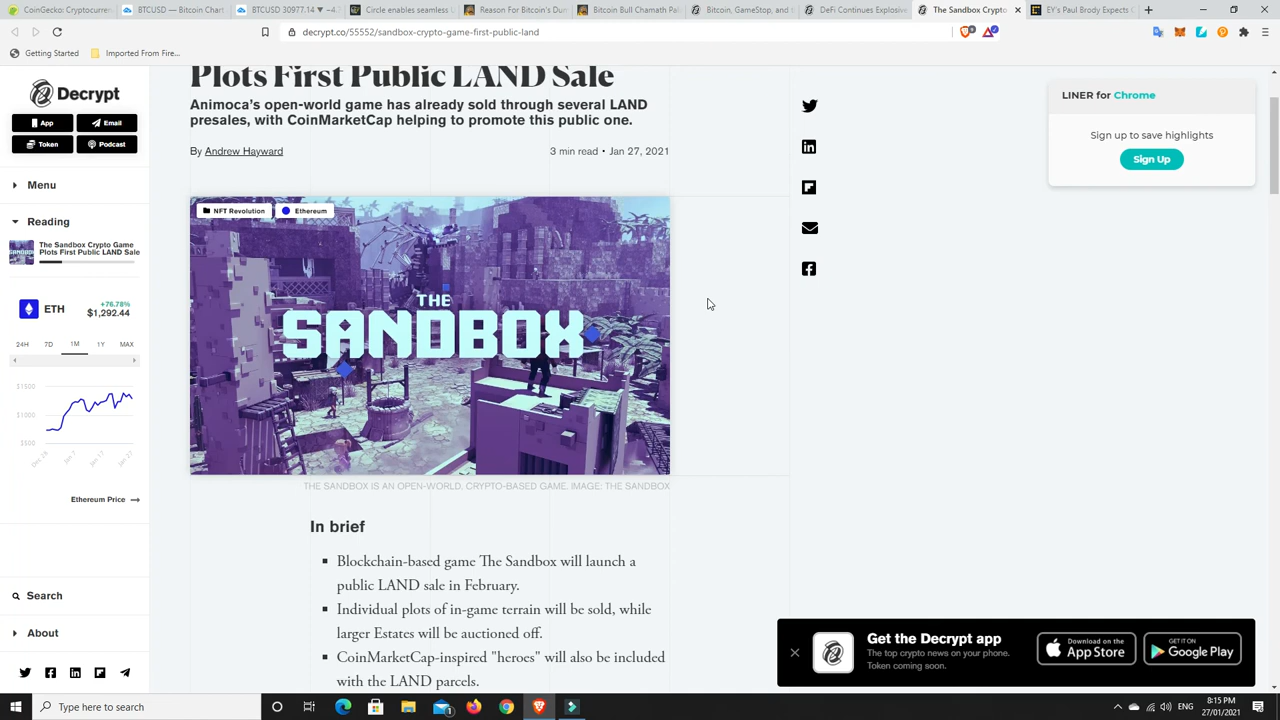 CoinGecko: Cryptocurren
BTCUSD — Bitcoin Chart
BTCUSD 30977.14 ▼ −4.7
Circle enables seamless U
Reason For Bitcoin's Dum
Bitcoin Bull Chamath Pal
Bitcoin, GameStop, and t
DeFi Continues Explosive
The Sandbox Crypto
EY's Paul Brody Expects C
decrypt.co/55552/sandbox-crypto-game-first-public-land
Getting Started
Imported From Fire...
Decrypt
App
Email
Token
Podcast
Menu
Reading
The Sandbox Crypto Game
Plots First Public LAND Sale
ETH
+76.78%
$1,292.44
24H 7D 1M 1Y MAX
$1500
$1000
$500
Dec 28
Jan 7
Jan 17
Jan 27
Ethereum Price
Search
About
Plots First Public LAND Sale
Animoca's open-world game has already sold through several LAND
presales, with CoinMarketCap helping to promote this public one.
By Andrew Hayward
3 min read • Jan 27, 2021
NFT Revolution
Ethereum
THE
SANDBOX
THE SANDBOX IS AN OPEN-WORLD, CRYPTO-BASED GAME. IMAGE: THE SANDBOX
In brief
Blockchain-based game The Sandbox will launch a
public LAND sale in February.
Individual plots of in-game terrain will be sold, while
larger Estates will be auctioned off.
CoinMarketCap-inspired "heroes" will also be included
with the LAND parcels.
LINER for Chrome
Sign up to save highlights
Sign Up
Get the Decrypt app
The top crypto news on your phone.
Token coming soon.
Download on the
App Store
GET IT ON
Google Play
Type here to search
ENG
8:15 PM
27/01/2021